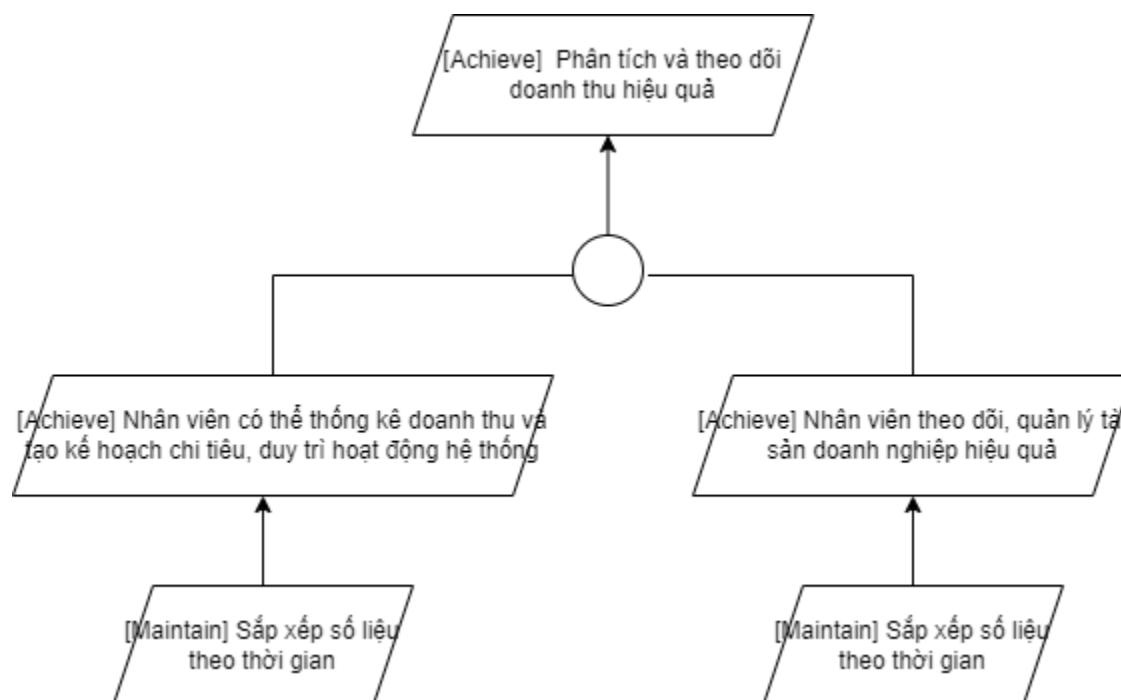 [Achieve] Phân tích và theo dõi
doanh thu hiệu quả
[Achieve] Nhân viên có thể thống kê doanh thu và
tạo kế hoạch chi tiêu, duy trì hoạt động hệ thống
[Achieve] Nhân viên theo dõi, quản lý tà
sản doanh nghiệp hiệu quả
[Maintain] Sắp xếp số liệu
theo thời gian
[Maintain] Sắp xếp số liệu
theo thời gian